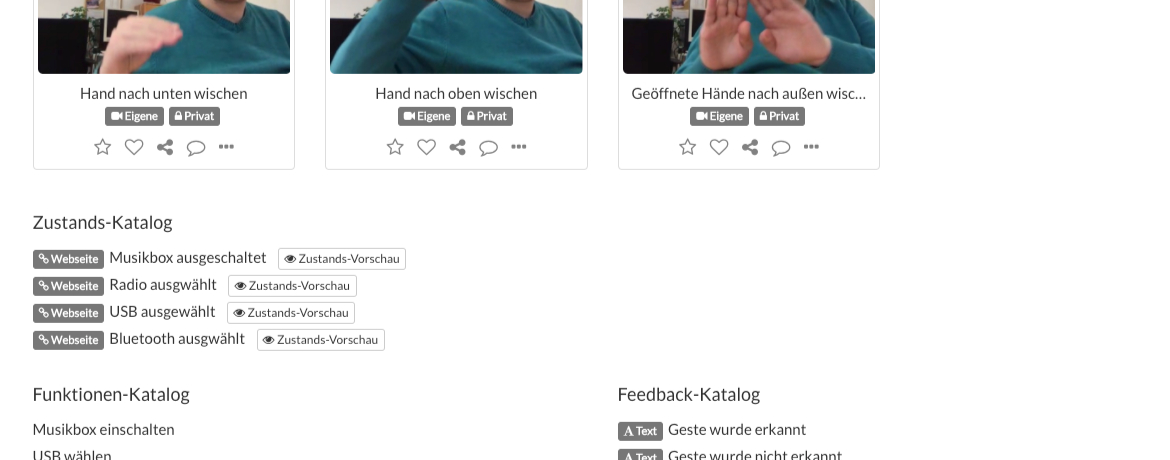 Hand nach unten wischen
Eigene Privat
Hand nach oben wischen
Eigene Privat
Geöffnete Hände nach außen wisc...
Eigene Privat
Zustands-Katalog
Webseite Musikbox ausgeschaltet Zustands-Vorschau
Webseite Radio ausgwählt Zustands-Vorschau
Webseite USB ausgewählt Zustands-Vorschau
Webseite Bluetooth ausgwählt Zustands-Vorschau
Funktionen-Katalog
Musikbox einschalten
USB wählen
Feedback-Katalog
A Text Geste wurde erkannt
A Text Geste wurde nicht erkannt